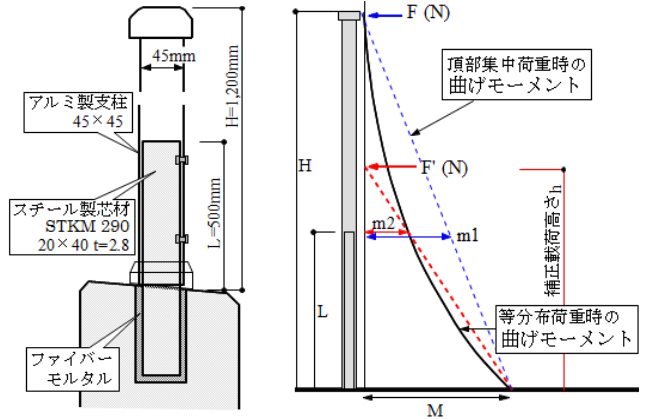 45mm
H=1,200mm
アルミ製支柱
45×45
L=500mm
スチール製芯材
STKM 290
20×40 t=2.8
ファイバー
モルタル
F (N)
頂部集中荷重時の
曲げモーメント
F' (N)
H
m2
m1
補正載荷高さh
L
等分布荷重時の
曲げモーメント
M